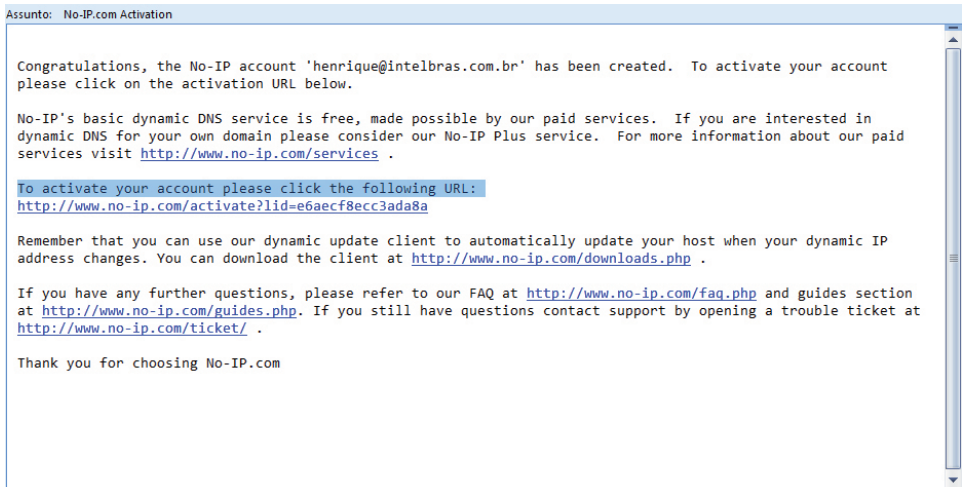 Assunto: No-IP.com Activation
Congratulations, the No-IP account 'henrique@intelbras.com.br' has been created.  To activate your account
please click on the activation URL below.
No-IP's basic dynamic DNS service is free, made possible by our paid services.  If you are interested in
dynamic DNS for your own domain please consider our No-IP Plus service.  For more information about our paid
services visit http://www.no-ip.com/services .
To activate your account please click the following URL:
http://www.no-ip.com/activate?lid=e6aecf8ecc3ada8a
Remember that you can use our dynamic update client to automatically update your host when your dynamic IP
address changes. You can download the client at http://www.no-ip.com/downloads.php .
If you have any further questions, please refer to our FAQ at http://www.no-ip.com/faq.php and guides section
at http://www.no-ip.com/guides.php. If you still have questions contact support by opening a trouble ticket at
http://www.no-ip.com/ticket/ .
Thank you for choosing No-IP.com